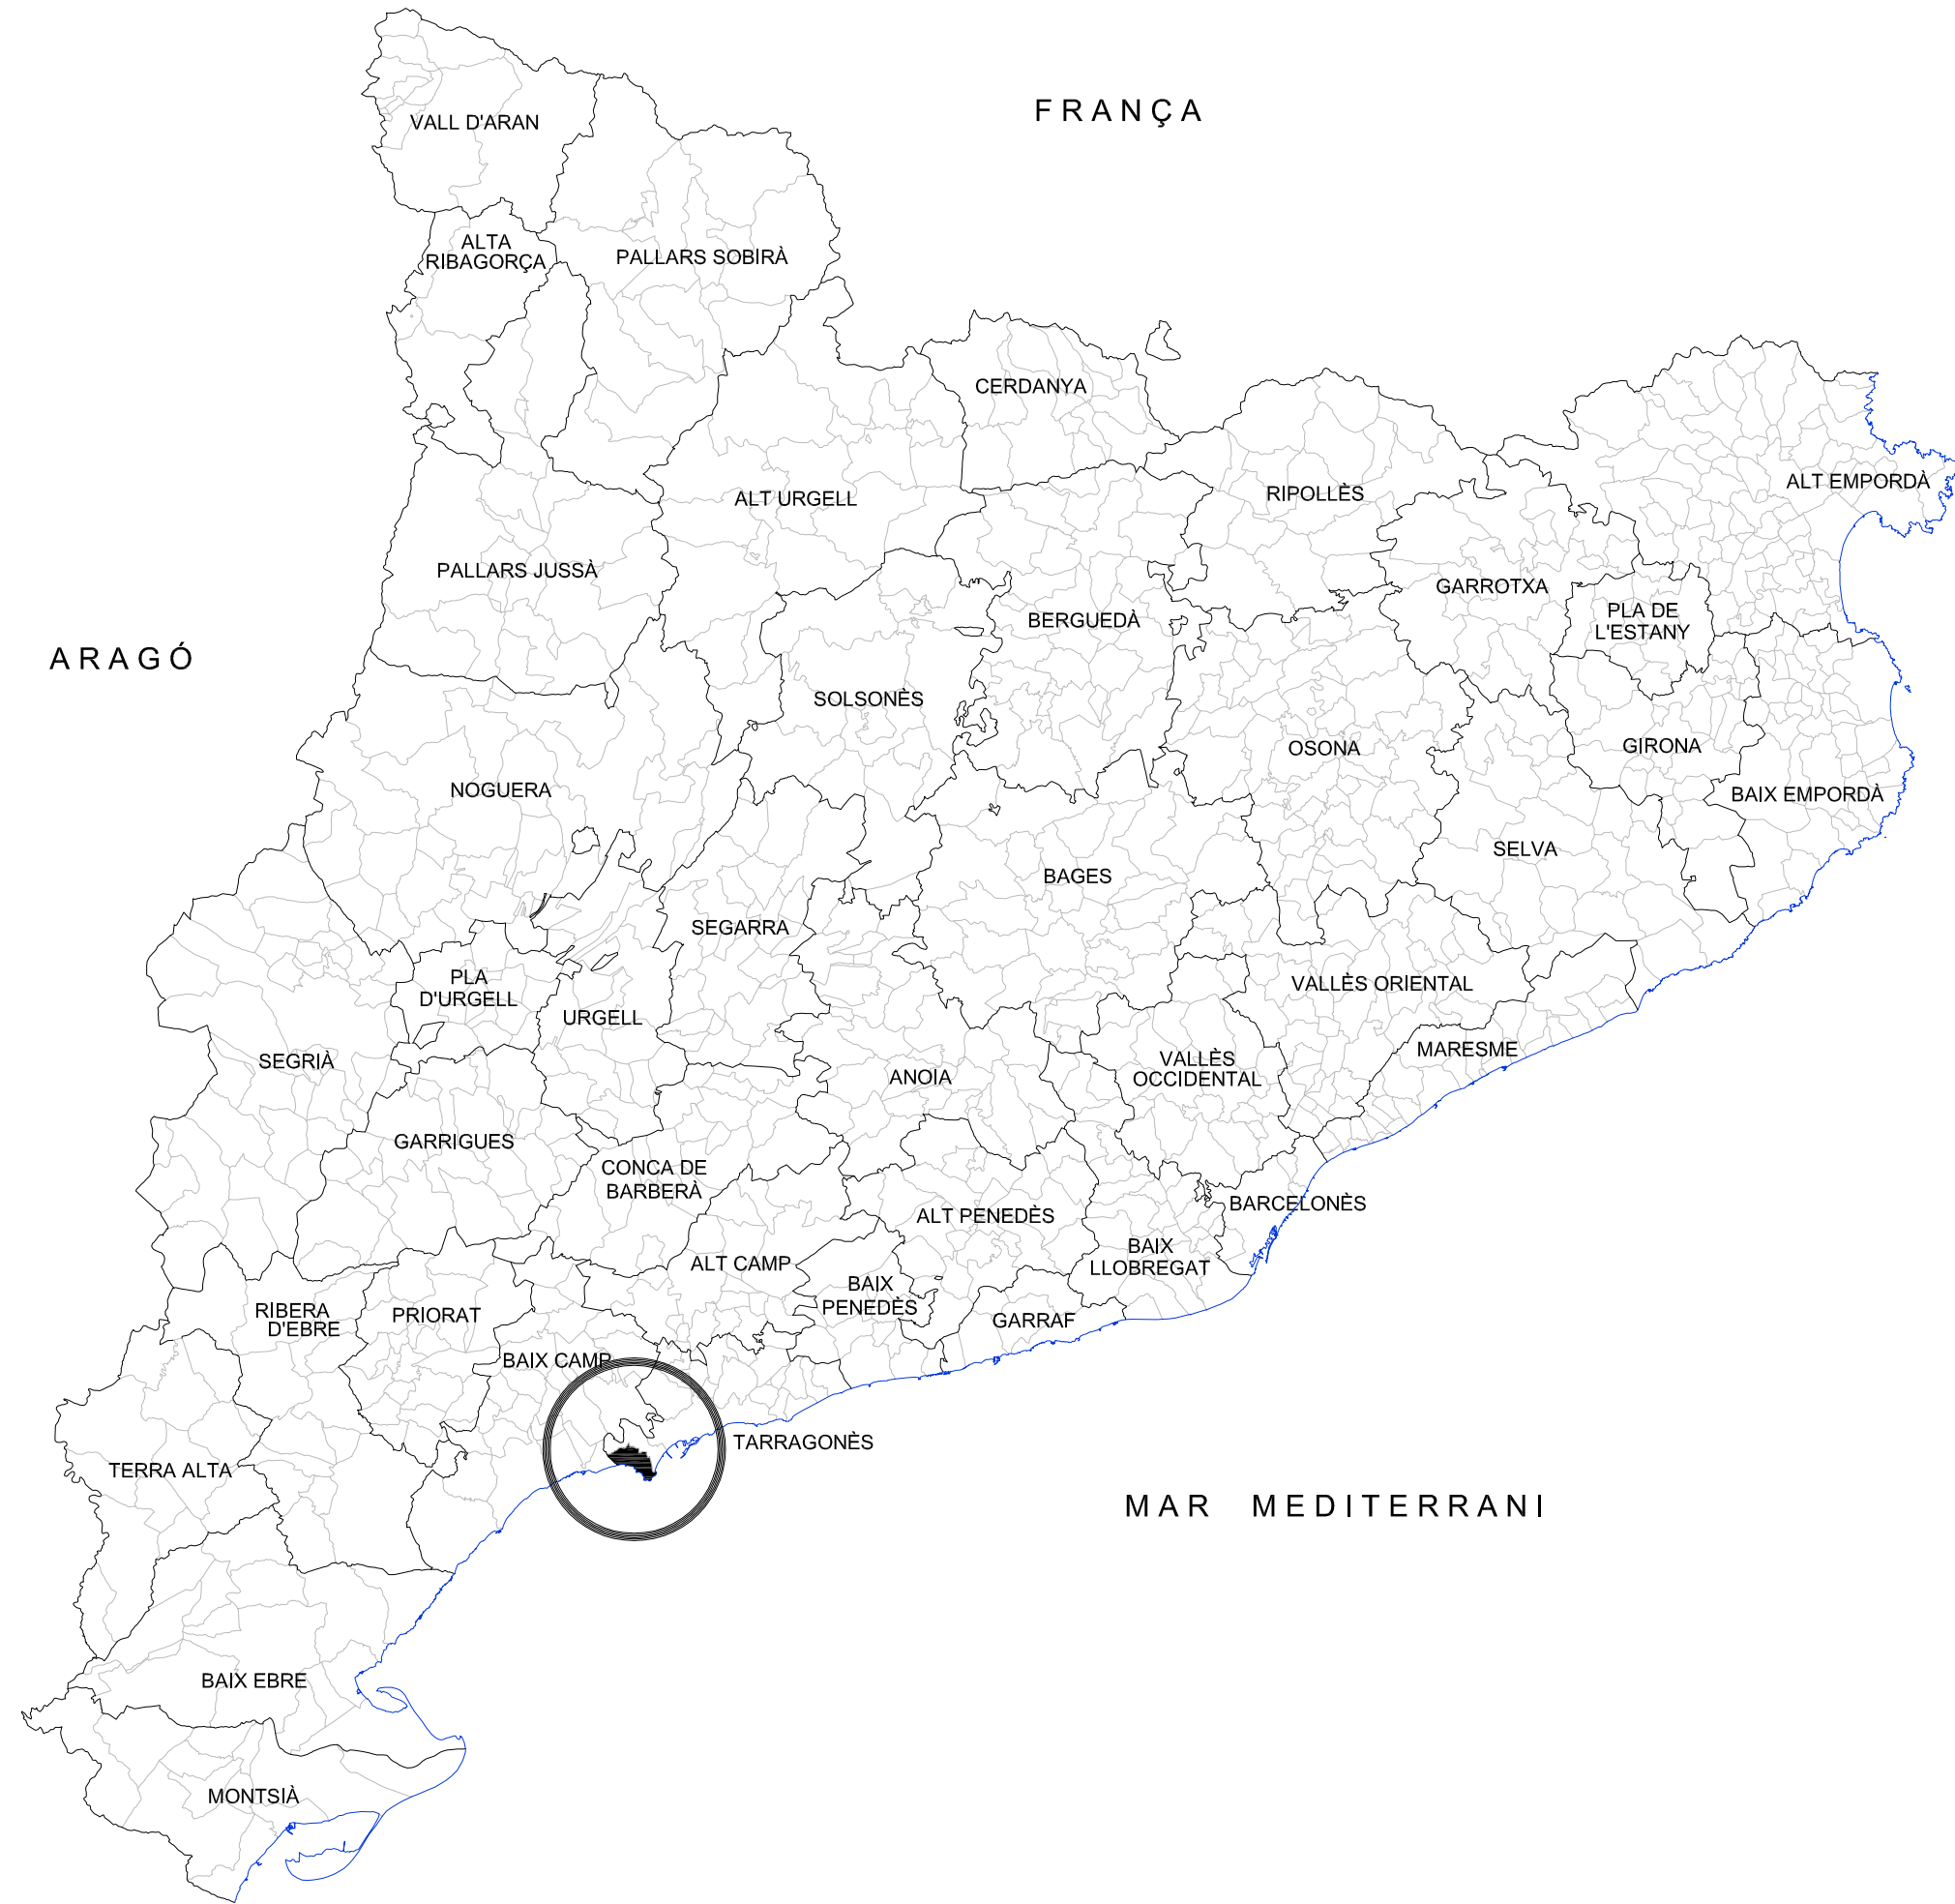 FRANÇA
VALL D'ARAN
ALTA
RIBAGORÇA
PALLARS SOBIRÀ
CERDANYA
ALT EMPORDÀ
RIPOLLÈS
ALT URGELL
PALLARS JUSSÀ
GARROTXA
PLA DE
L'ESTANY
BERGUEDÀ
ARAGÓ
SOLSONÈS
GIRONA
OSONA
NOGUERA
BAIX EMPORDÀ
SELVA
BAGES
SEGARRA
PLA
D'URGELL
VALLÈS ORIENTAL
URGELL
MARESME
SEGRIÀ
VALLÈS
OCCIDENTAL
ANOIA
GARRIGUES
CONCA DE
BARBERÀ
BARCELONÈS
ALT PENEDÈS
BAIX
LLOBREGAT
ALT CAMP
BAIX
PENEDÈS
RIBERA
D'EBRE
PRIORAT
GARRAF
BAIX CAMP
TARRAGONÈS
TERRA ALTA
MAR MEDITERRANI
BAIX EBRE
MONTSIÀ